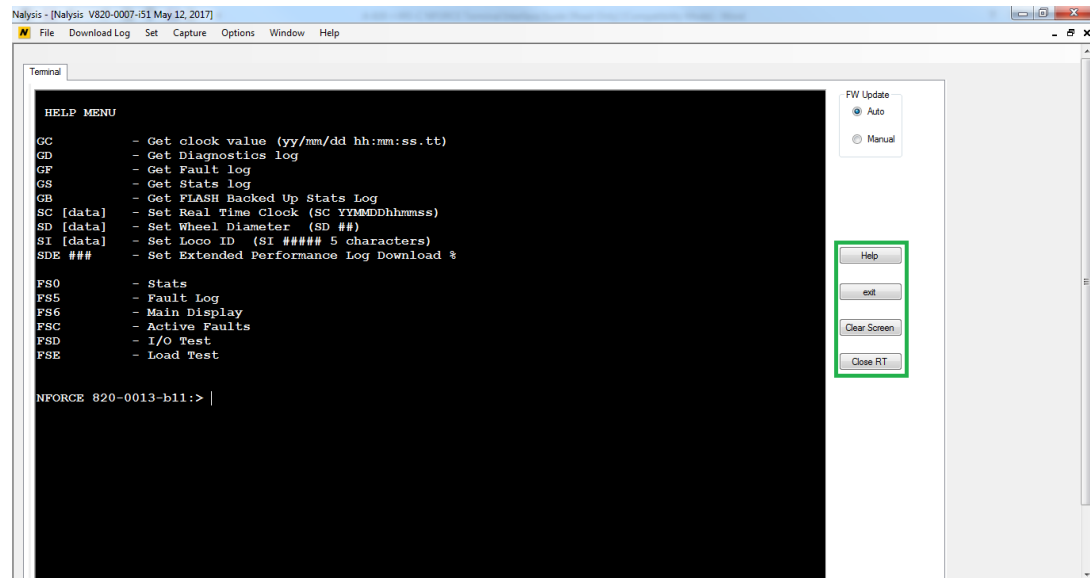 Nalysis - [Nalysis V820-0007-i51 May 12, 2017]
File Download Log Set Capture Options Window Help
Terminal
HELP MENU
GC - Get clock value (yy/mm/dd hh:mm:ss.tt)
GD - Get Diagnostics log
GF - Get Fault log
GS - Get Stats log
GB - Get FLASH Backed Up Stats Log
SC [data] - Set Real Time Clock (SC YYMMDDhhmmss)
SD [data] - Set Wheel Diameter (SD ##)
SI [data] - Set Loco ID (SI ##### 5 characters)
SDE ### - Set Extended Performance Log Download %
FS0 - Stats
FS5 - Fault Log
FS6 - Main Display
FSC - Active Faults
FSD - I/O Test
FSE - Load Test
NFORCE 820-0013-b11:>
FW Update
Auto
Manual
Help
exit
Clear Screen
Close RT